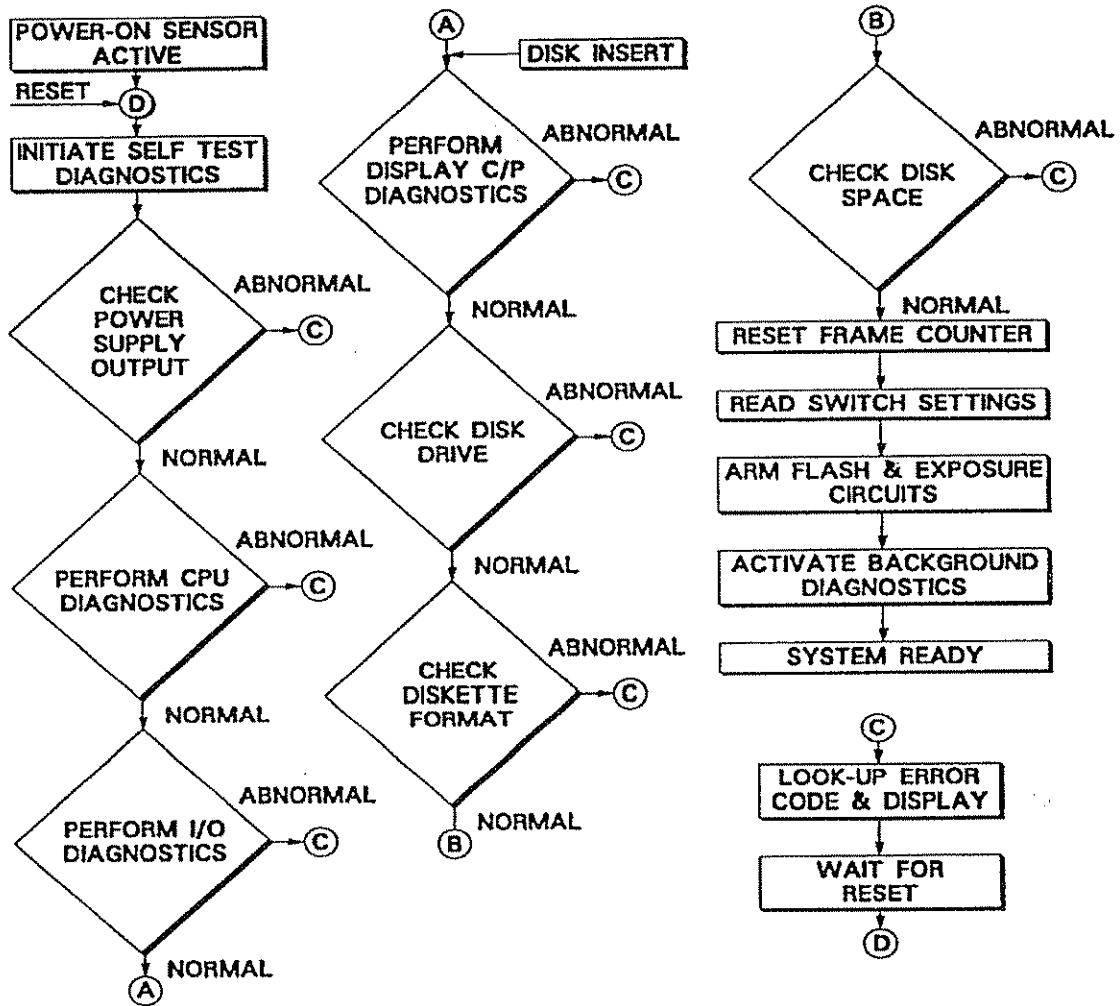 POWER-ON SENSOR
ACTIVE
RESET
D
INITIATE SELF TEST
DIAGNOSTICS
CHECK
POWER
SUPPLY
OUTPUT
ABNORMAL
C
NORMAL
PERFORM CPU
DIAGNOSTICS
ABNORMAL
C
NORMAL
PERFORM I/O
DIAGNOSTICS
ABNORMAL
C
NORMAL
A
A
DISK INSERT
PERFORM
DISPLAY C/P
DIAGNOSTICS
ABNORMAL
C
NORMAL
CHECK DISK
DRIVE
ABNORMAL
C
NORMAL
CHECK
DISKETTE
FORMAT
ABNORMAL
C
NORMAL
B
B
CHECK DISK
SPACE
ABNORMAL
C
NORMAL
RESET FRAME COUNTER
READ SWITCH SETTINGS
ARM FLASH & EXPOSURE
CIRCUITS
ACTIVATE BACKGROUND
DIAGNOSTICS
SYSTEM READY
C
LOOK-UP ERROR
CODE & DISPLAY
WAIT FOR
RESET
D